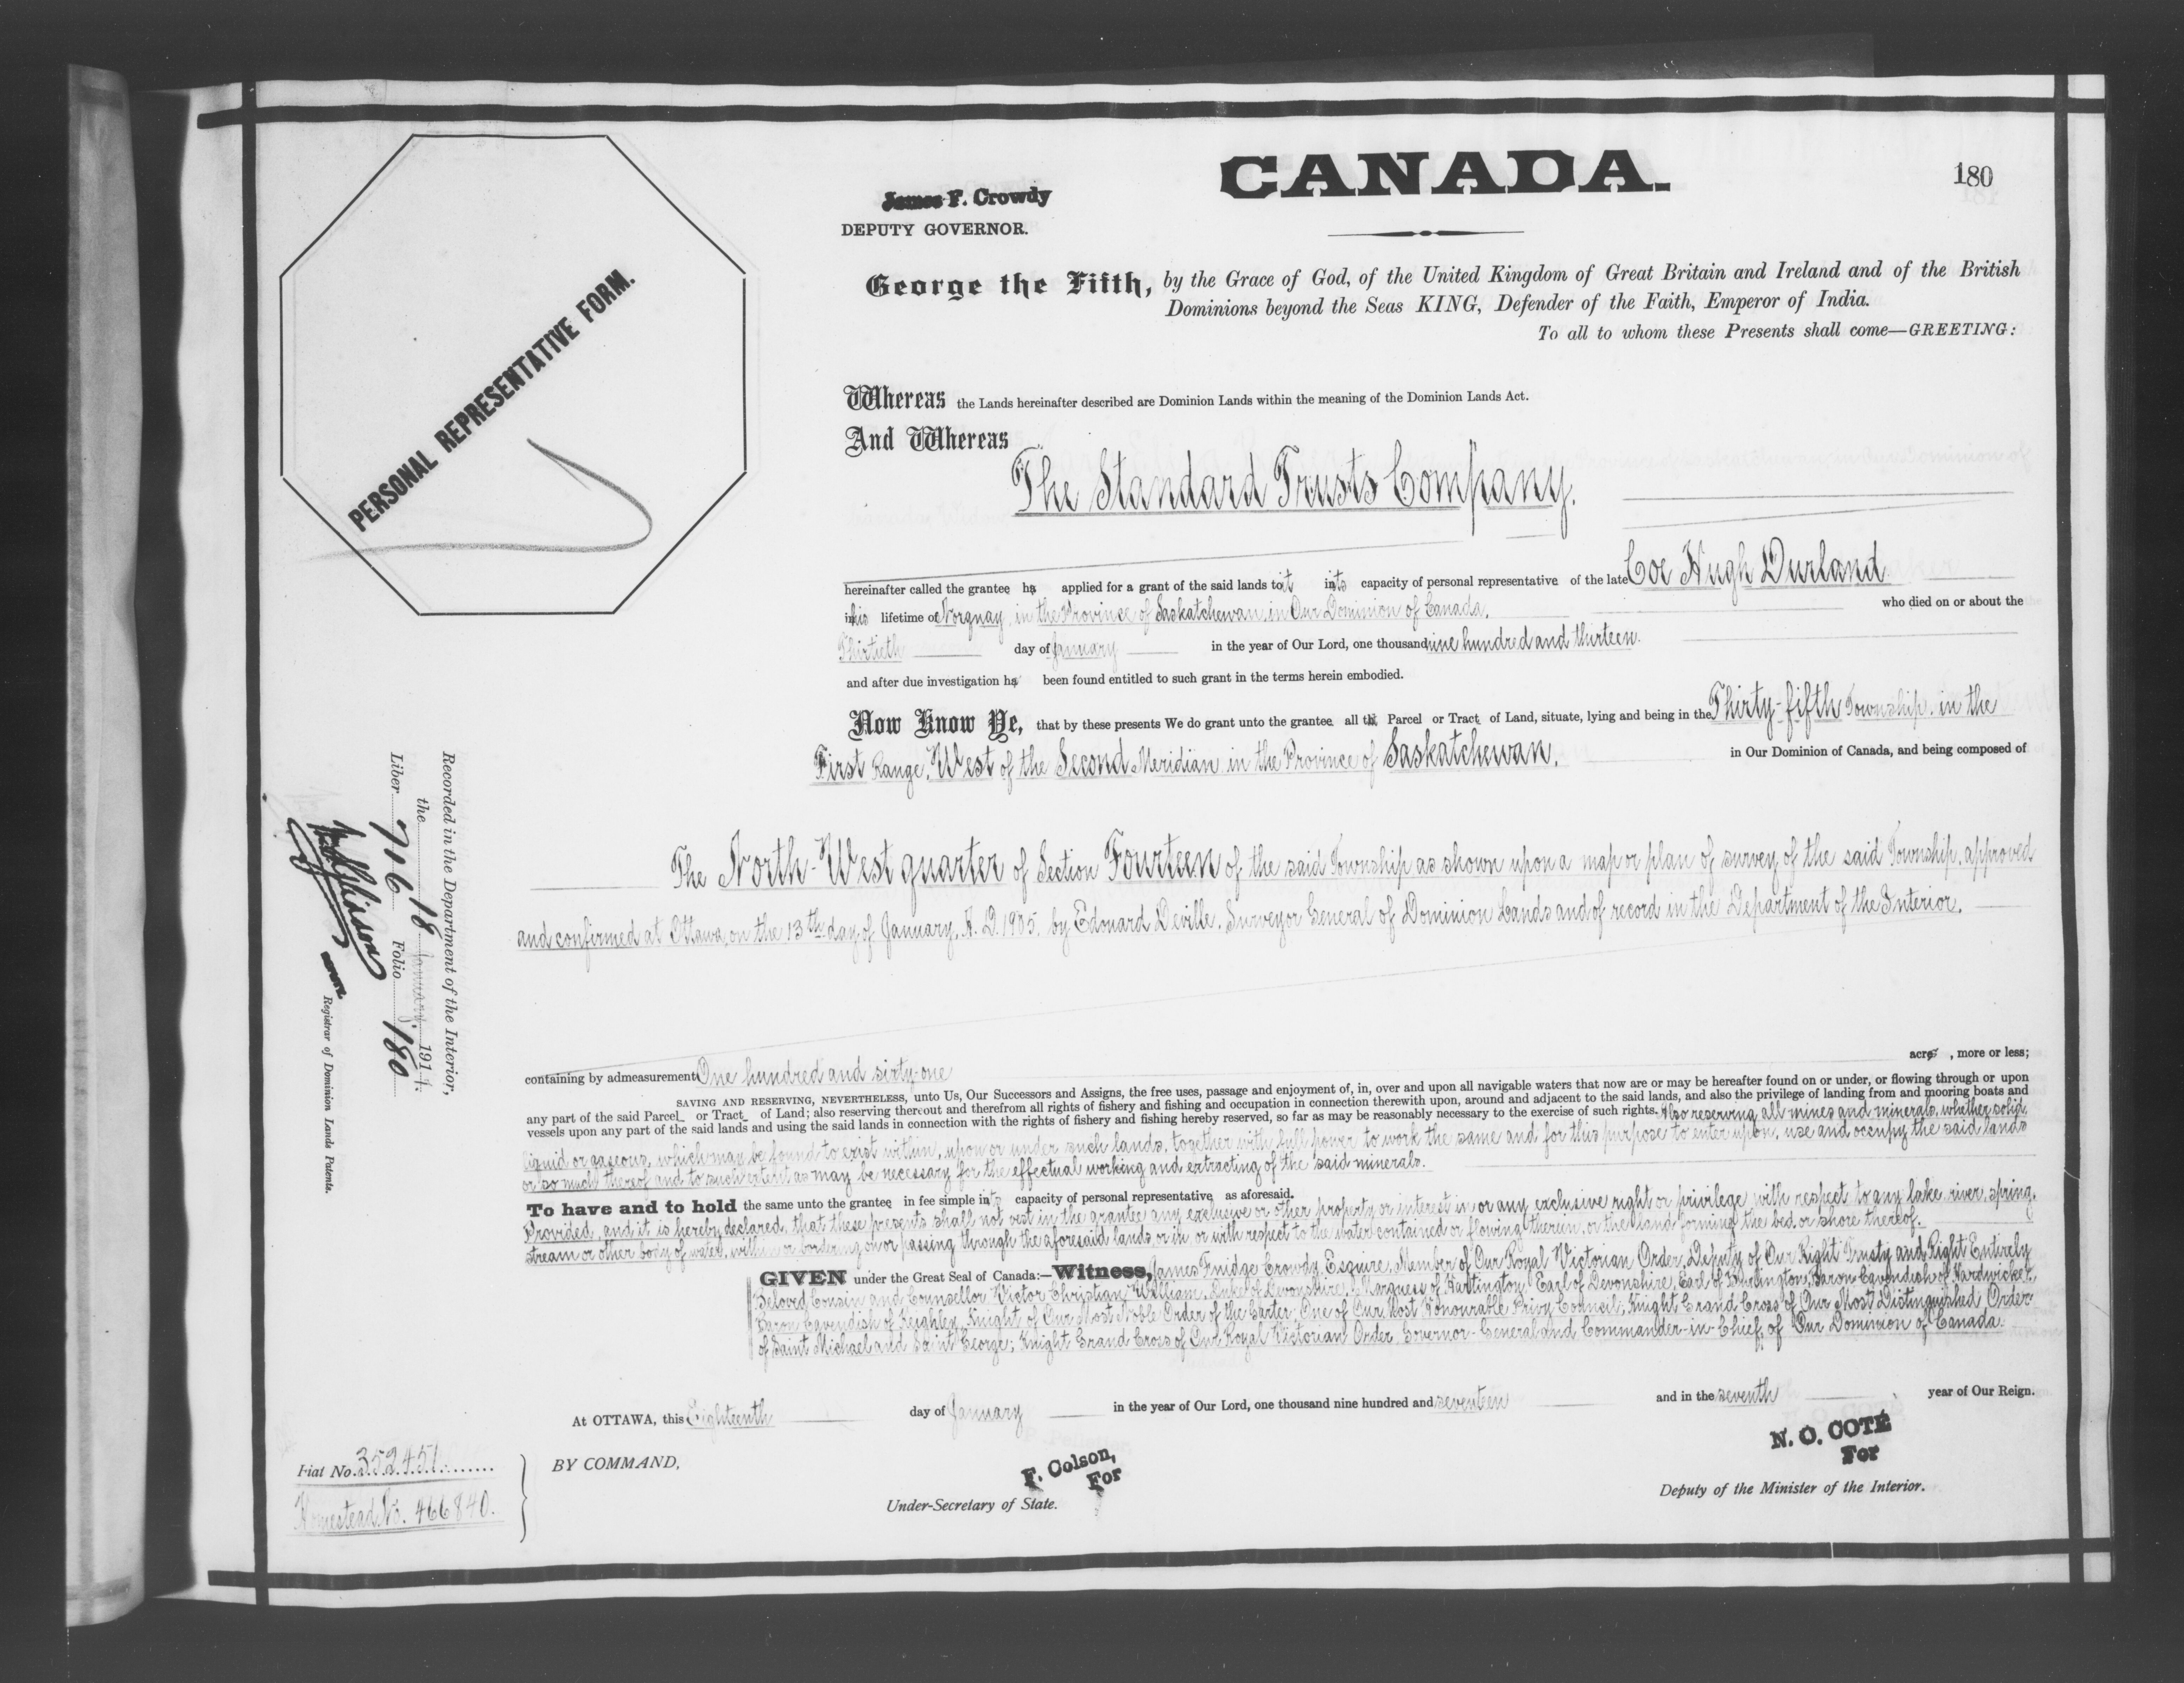 CANADA.
180
James F. Crowdy
DEPUTY GOVERNOR.
George the Fifth, by the Grace of God, of the United Kingdom of Great Britain and Ireland and of the British
Dominions beyond the Seas KING, Defender of the Faith, Emperor of India.
To all to whom these Presents shall come—GREETING:
PERSONAL REPRESENTATIVE FORM.
Whereas the Lands hereinafter described are Dominion Lands within the meaning of the Dominion Lands Act.
And Whereas
The Standard Trusts Company.
hereinafter called the grantee has applied for a grant of the said lands to it in its capacity of personal representative of the late Coe Hugh Durland
in his lifetime of Norquay, in the Province of Saskatchewan, in Our Dominion of Canada, who died on or about the
Thirtieth day of January in the year of Our Lord, one thousand nine hundred and thirteen.
and after due investigation has been found entitled to such grant in the terms herein embodied.
Now Know Ye, that by these presents We do grant unto the grantee all that Parcel or Tract of Land, situate, lying and being in the Thirty-fifth Township, in the
First Range, West of the Second Meridian in the Province of Saskatchewan, in Our Dominion of Canada, and being composed of
The North-West quarter of Section Fourteen of the said Township as shown upon a map or plan of survey of the said Township, approved
and confirmed at Ottawa, on the 13th day of January, A.D. 1905, by Edouard Deville, Surveyor General of Dominion Lands and of record in the Department of the Interior.
containing by admeasurement One hundred and sixty-one acres, more or less;
SAVING AND RESERVING, NEVERTHELESS, unto Us, Our Successors and Assigns, the free uses, passage and enjoyment of, in, over and upon all navigable waters that now are or may be hereafter found on or under, or flowing through or upon
any part of the said Parcel or Tract of Land; also reserving thereout and therefrom all rights of fishery and fishing and occupation in connection therewith upon, around and adjacent to the said lands, and also the privilege of landing from and mooring boats and
vessels upon any part of the said lands and using the said lands in connection with the rights of fishery and fishing hereby reserved, so far as may be reasonably necessary to the exercise of such rights. Also reserving all mines and minerals, whether solid,
liquid or gaseous, which may be found to exist within, upon or under such lands, together with full power to work the same and for this purpose to enter upon, use and occupy the said lands
or so much thereof and to such extent as may be necessary for the effectual working and extracting of the said minerals.
To have and to hold the same unto the grantee in fee simple in its capacity of personal representative as aforesaid.
Provided, and it is hereby declared, that these presents shall not vest in the grantee any exclusive or other property or interest in or any exclusive right or privilege with respect to any lake, river, spring,
stream or other body of water, within or bordering on or passing through the aforesaid lands or in or with respect to the water contained or flowing therein, or the land forming the bed or shore thereof.
GIVEN under the Great Seal of Canada:—Witness, James Fnidge Crowdy, Esquire, Member of Our Royal Victorian Order, Deputy of Our Right Trusty and Right Entirely
Beloved Cousin and Counsellor Victor Christian William, Duke of Devonshire, Marquess of Hartington, Earl of Devonshire, Earl of Burlington, Baron Cavendish of Hardwicke,
Baron Cavendish of Keighley, Knight of Our Most Noble Order of the Garter; One of Our Most Honourable Privy Council; Knight Grand Cross of Our Most Distinguished Order
of Saint Michael and Saint George; Knight Grand Cross of Our Royal Victorian Order, Governor-General and Commander-in-Chief of Our Dominion of Canada.
At OTTAWA, this Eighteenth day of January in the year of Our Lord, one thousand nine hundred and seventeen and in the seventh year of Our Reign.
BY COMMAND,
F. Colson,
For
Under-Secretary of State.
N. O. COTÉ
For
Deputy of the Minister of the Interior.
Fiat No. 352451
Homestead No. 466840.
Recorded in the Department of the Interior,
the 18 January. 1917.
Liber 716 Folio 180
Registrar of Dominion Lands Patents.